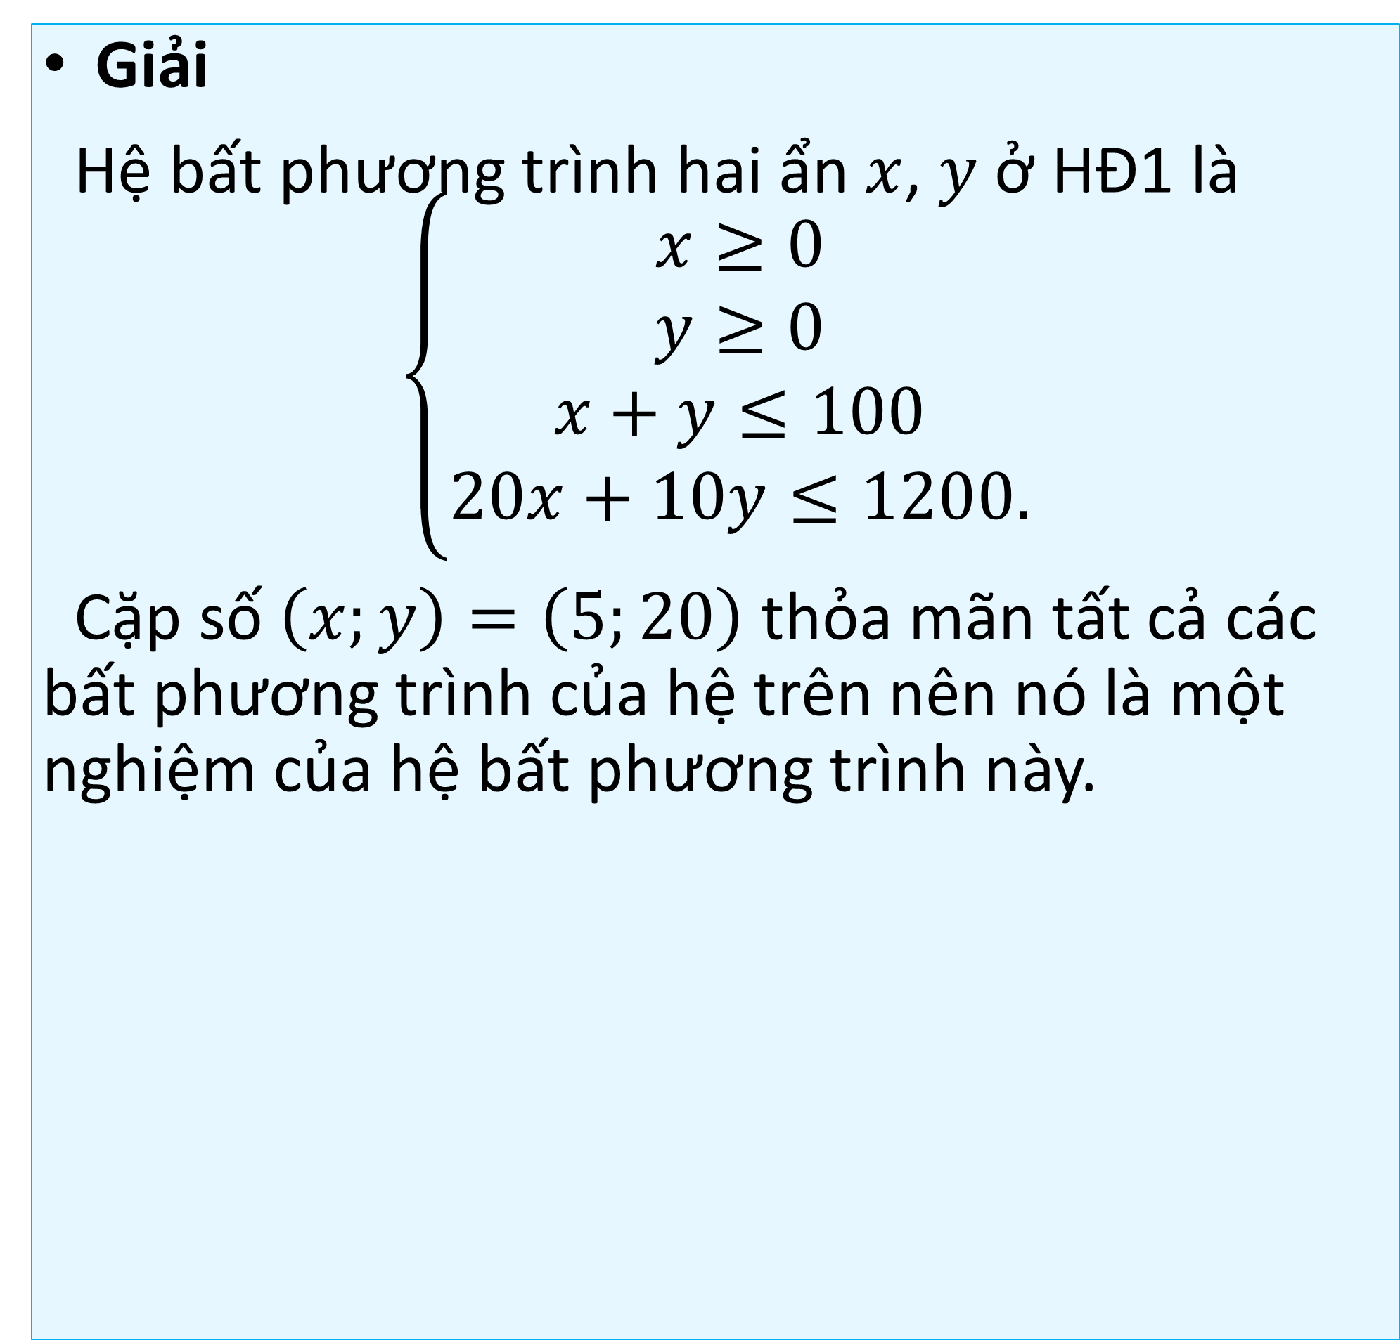 • Giải
Hệ bất phương trình hai ẩn x, y ở HĐ1 là
x ≥ 0
y ≥ 0
x + y ≤ 100
20x + 10y ≤ 1200.
Cặp số (x; y) = (5; 20) thỏa mãn tất cả các
bất phương trình của hệ trên nên nó là một
nghiệm của hệ bất phương trình này.